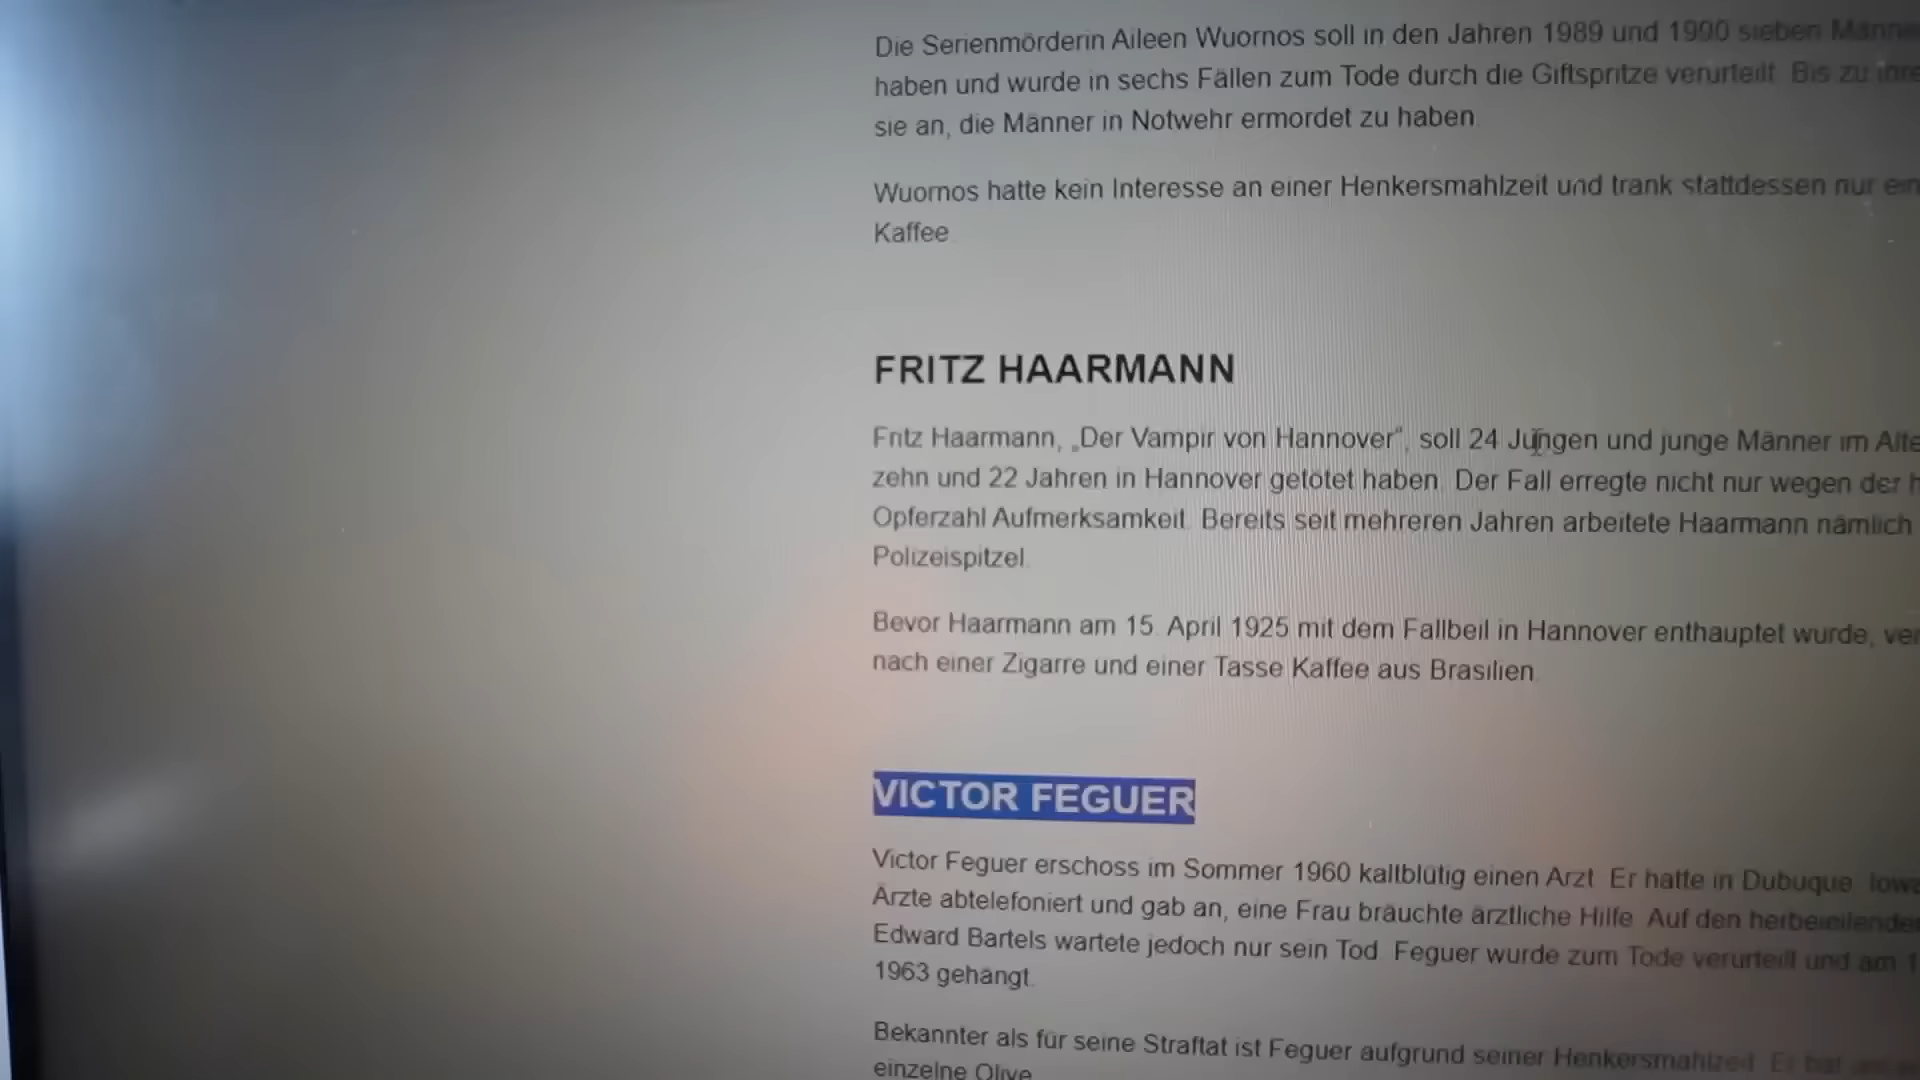 Die Serienmörderin Aileen Wuornos soll in den Jahren 1989 und 1990 sieben
haben und wurde in sechs Fällen zum Tode durch die Giftspritze verurteilt. Bis zu
sie an, die Männer in Notwehr ermordet zu haben.
Wuornos hatte kein Interesse an einer Henkersmahlzeit und trank stattdessen nur
Kaffee.
FRITZ HAARMANN
Fritz Haarmann, „Der Vampir von Hannover“, soll 24 Jungen und junge Männer im
zehn und 22 Jahren in Hannover getötet haben. Der Fall erregte nicht nur wegen der
Opferzahl Aufmerksamkeit. Bereits seit mehreren Jahren arbeitete Haarmann nämlich
Polizeispitzel.
Bevor Haarmann am 15. April 1925 mit dem Fallbeil in Hannover enthauptet wurde,
nach einer Zigarre und einer Tasse Kaffee aus Brasilien.
VICTOR FEGUER
Victor Feguer erschoss im Sommer 1960 kaltblütig einen Arzt. Er hatte in Dubuque, Iowa
Ärzte abtelefoniert und gab an, eine Frau bräuchte ärztliche Hilfe. Auf den herbeieilenden
Edward Bartels wartete jedoch nur sein Tod. Feguer wurde zum Tode verurteilt und am
1963 gehängt.
Bekannter als für seine Straftat ist Feguer aufgrund seiner Henkersmahlzeit. Er bat
einzelne Olive.